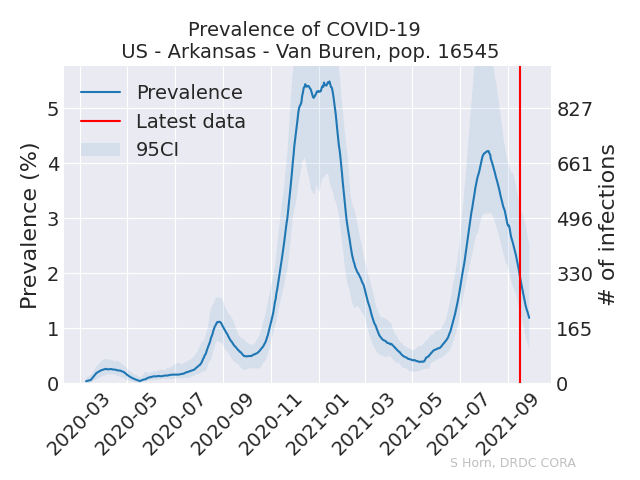 Prevalence of COVID-19
US - Arkansas - Van Buren, pop. 16545
Prevalence
Latest data
95CI
Prevalence (%)
5
4
3
2
1
0
827
661
496
330
165
0
# of infections
2020-03
2020-05
2020-07
2020-09
2020-11
2021-01
2021-03
2021-05
2021-07
2021-09
S Horn, DRDC CORA